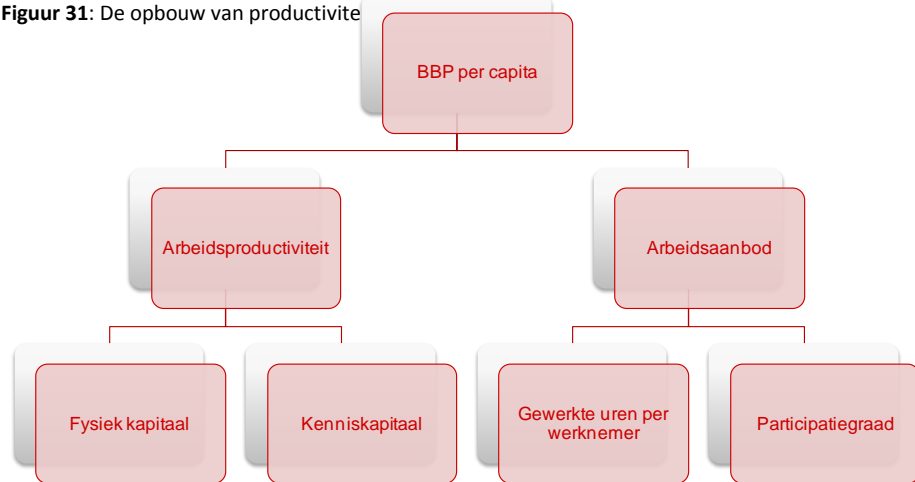 Figuur 31: De opbouw van productivite
BBP per capita
Arbeidsproductiviteit
Arbeidsaanbod
Fysiek kapitaal
Kenniskapitaal
Gewerkte uren per
werknemer
Participatiegraad